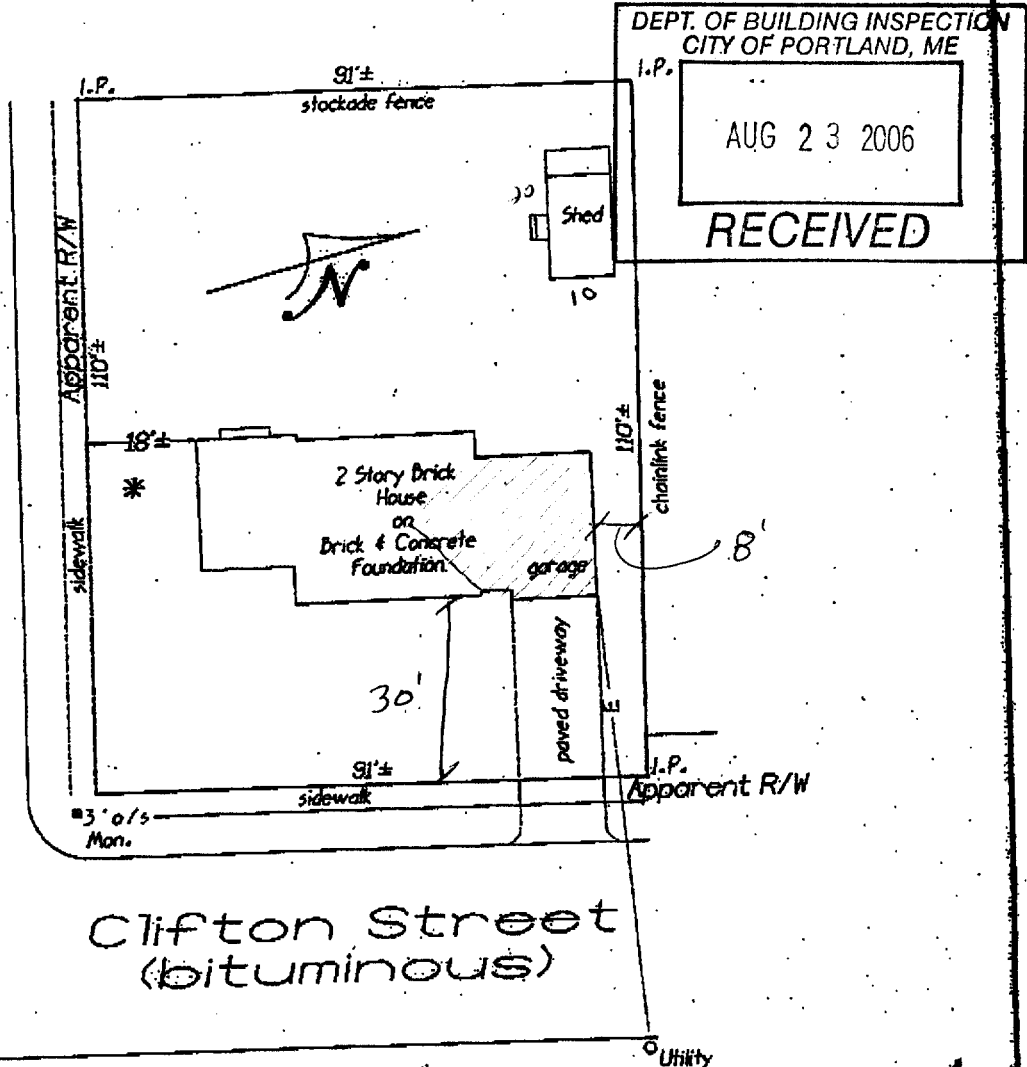 DEPT. OF BUILDING INSPECTION
CITY OF PORTLAND, ME
AUG 23 2006
RECEIVED
I.P.
91'±
stockade fence
I.P.
Shed
10
N
Apparent R/W
110'±
110'±
chainlink fence
18'±
*
sidewalk
2 Story Brick
House
on
Brick & Concrete
Foundation
garage
8'
30'
paved driveway
E
91'±
sidewalk
I.P.
Apparent R/W
3' o/s
Mon.
Clifton Street
(bituminous)
Utility